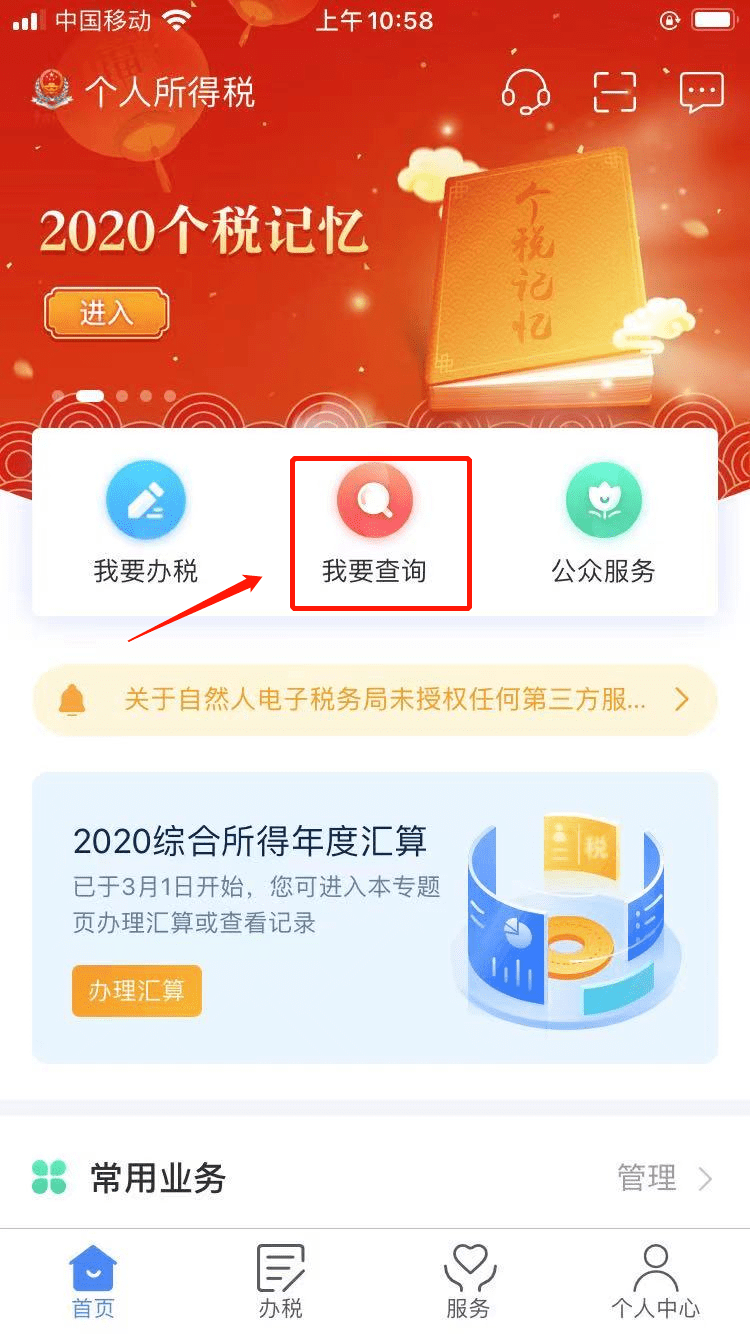 中国移动
上午10:58
个人所得税
2020个税记忆
个税记忆
进入
我要办税
我要查询
公众服务
关于自然人电子税务局未授权任何第三方服...
2020综合所得年度汇算
已于3月1日开始，您可进入本专题
页办理汇算或查看记录
税
办理汇算
常用业务
管理
首页
办税
服务
个人中心